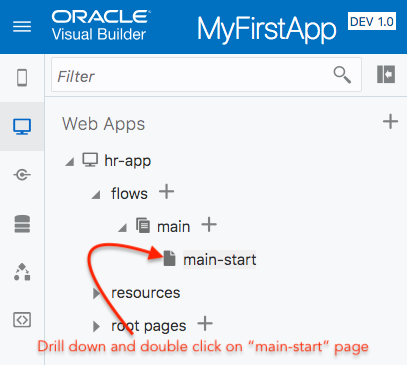 ORACLE
Visual Builder
MyFirstApp
DEV 1.0
Filter
Web Apps
hr-app
flows
main
main-start
resources
root pages
Drill down and double click on "main-start" page